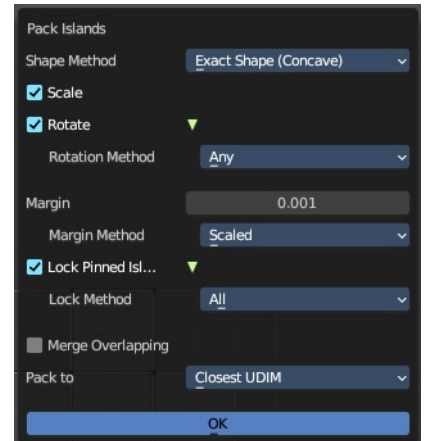 Pack Islands
Shape Method Exact Shape (Concave)
Scale
Rotate
Rotation Method Any
Margin 0.001
Margin Method Scaled
Lock Pinned Isl...
Lock Method All
Merge Overlapping
Pack to Closest UDIM
OK